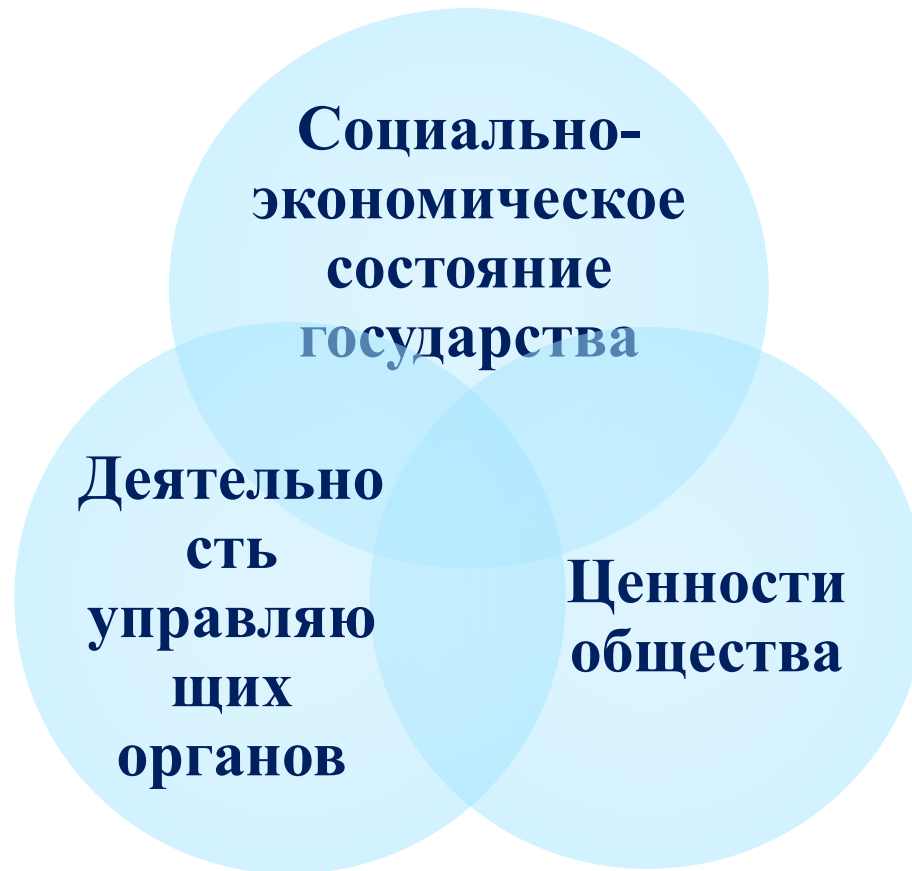 Социально-
экономическое
состояние
государства
Деятельно
сть
управляю
щих
органов
Ценности
общества